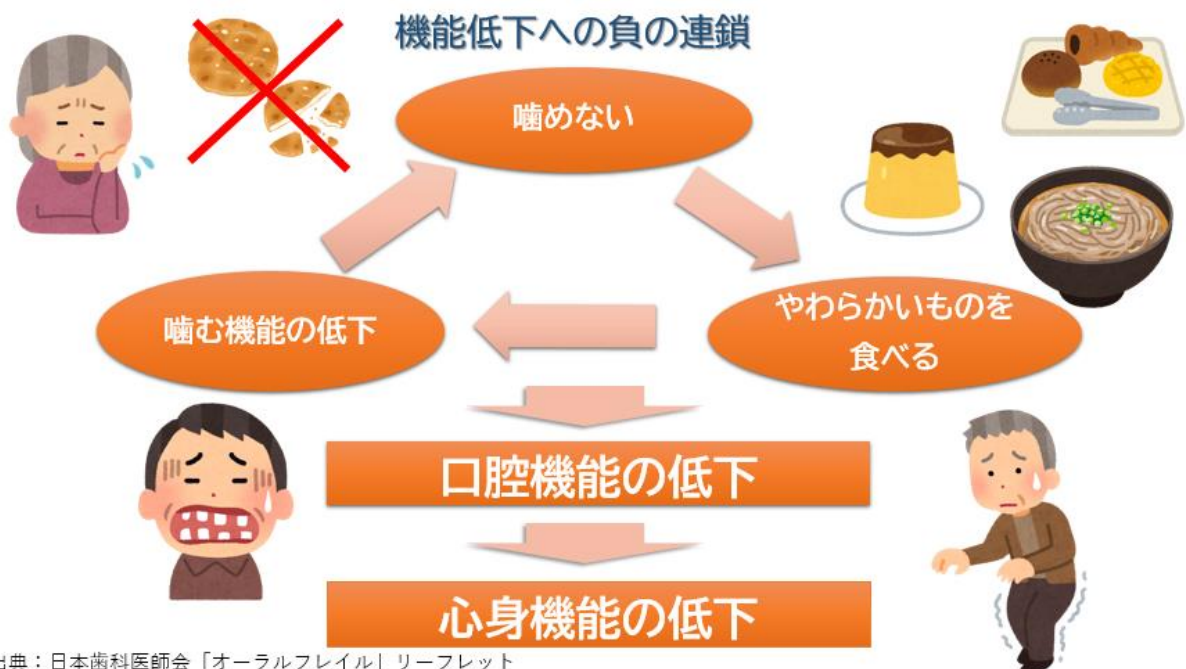 機能低下への負の連鎖
噛めない
やわらかいものを
食べる
噛む機能の低下
口腔機能の低下
心身機能の低下
出典：日本歯科医師会「オーラルフレイル」リーフレット